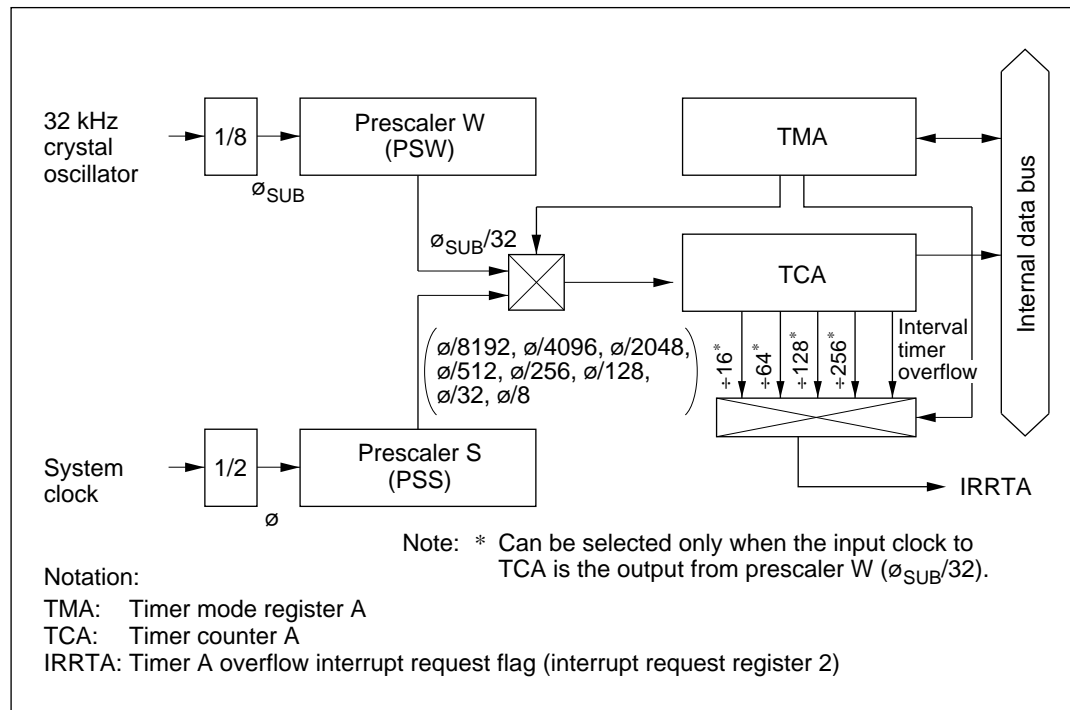 32 kHz
crystal
oscillator
1/8
ø_SUB
Prescaler W
(PSW)
TMA
Internal data bus
ø_SUB/32
TCA
ø/8192, ø/4096, ø/2048,
ø/512, ø/256, ø/128,
ø/32, ø/8
÷16*
÷64*
÷128*
÷256*
Interval
timer
overflow
System
clock
1/2
ø
Prescaler S
(PSS)
IRRTA
Note: * Can be selected only when the input clock to
TCA is the output from prescaler W (ø_SUB/32).
Notation:
TMA: Timer mode register A
TCA: Timer counter A
IRRTA: Timer A overflow interrupt request flag (interrupt request register 2)